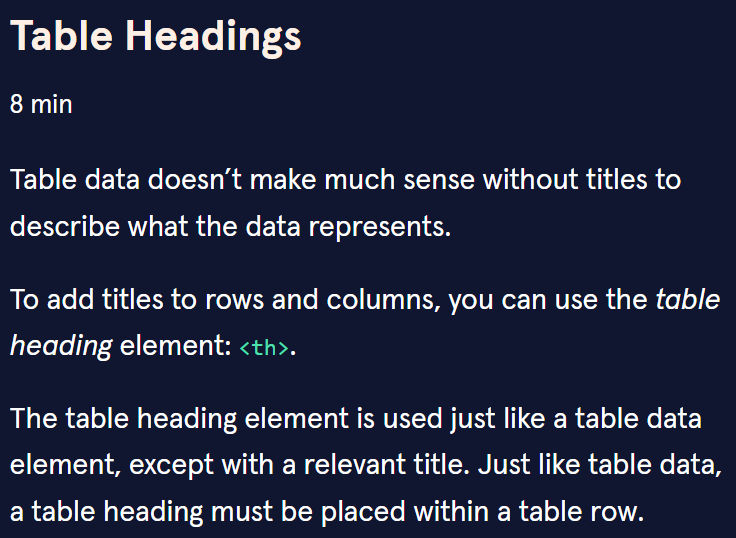 Table Headings
8 min
Table data doesn’t make much sense without titles to
describe what the data represents.
To add titles to rows and columns, you can use the table
heading element: <th>.
The table heading element is used just like a table data
element, except with a relevant title. Just like table data,
a table heading must be placed within a table row.